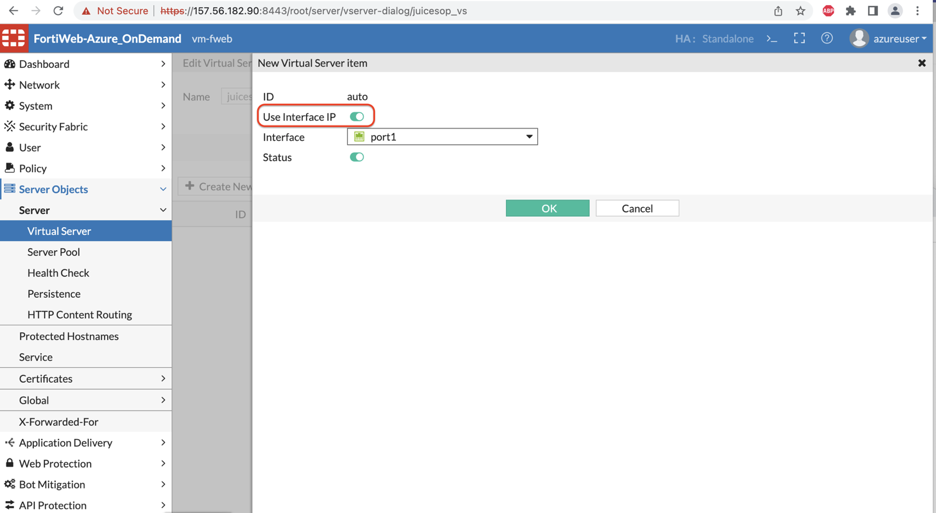 Not Secure | https://157.56.182.90:8443/root/server/vserver-dialog/juicesop_vs
ABP
FortiWeb-Azure_OnDemand vm-fweb
HA: Standalone >_ azureuser
Dashboard
Network
System
Security Fabric
User
Policy
Server Objects
Server
Virtual Server
Server Pool
Health Check
Persistence
HTTP Content Routing
Protected Hostnames
Service
Certificates
Global
X-Forwarded-For
Application Delivery
Web Protection
Bot Mitigation
API Protection
Edit Virtual Ser
Name juices
Create New
ID
New Virtual Server item
ID auto
Use Interface IP
Interface port1
Status
OK Cancel